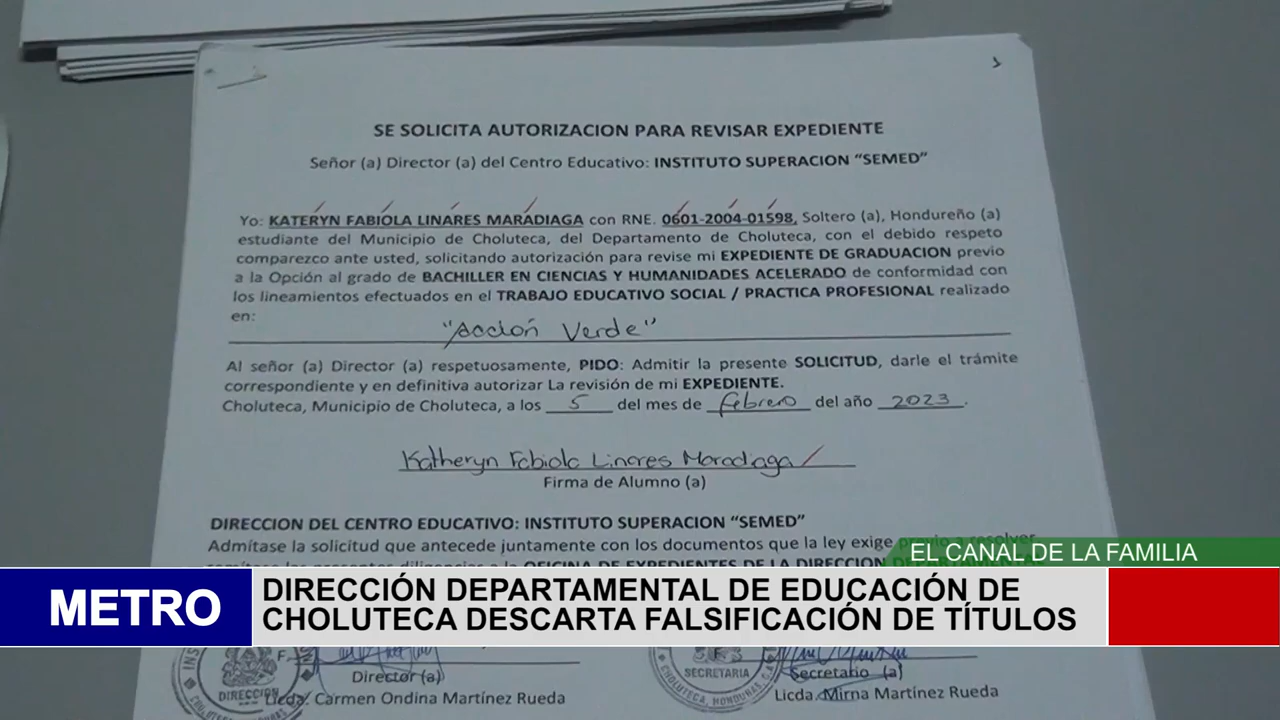 SE SOLICITA AUTORIZACION PARA REVISAR EXPEDIENTE
Señor (a) Director (a) del Centro Educativo: INSTITUTO SUPERACION “SEMED”
Yo: KATERYN FABIOLA LINARES MARADIAGA con RNE. 0601-2004-01598, Soltero (a), Hondureño (a)
estudiante del Municipio de Choluteca, del Departamento de Choluteca, con el debido respeto
comparezco ante usted, solicitando autorización para revise mi EXPEDIENTE DE GRADUACION previo
a la Opción al grado de BACHILLER EN CIENCIAS Y HUMANIDADES ACELERADO de conformidad con
los lineamientos efectuados en el TRABAJO EDUCATIVO SOCIAL / PRACTICA PROFESIONAL realizado
en:
"Acción Verde"
Al señor (a) Director (a) respetuosamente, PIDO: Admitir la presente SOLICITUD, darle el trámite
correspondiente y en definitiva autorizar La revisión de mi EXPEDIENTE.
Choluteca, Municipio de Choluteca, a los 5 del mes de febrero del año 2023.
Katheryn Fabiola Linares Maradiaga
Firma de Alumno (a)
DIRECCION DEL CENTRO EDUCATIVO: INSTITUTO SUPERACION “SEMED”
Admítase la solicitud que antecede juntamente con los documentos que la ley exige
EL CANAL DE LA FAMILIA
METRO
DIRECCIÓN DEPARTAMENTAL DE EDUCACIÓN DE
CHOLUTECA DESCARTA FALSIFICACIÓN DE TÍTULOS
Director (a)
Secretario (a)
DIRECCIÓN
SECRETARIA
Licda. Carmen Ondina Martínez Rueda
Licda. Mirna Martínez Rueda